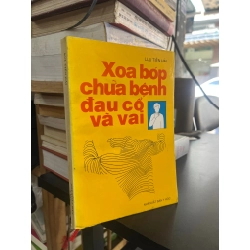 Xoa bóp
chữa bệnh
đau cổ
và vai